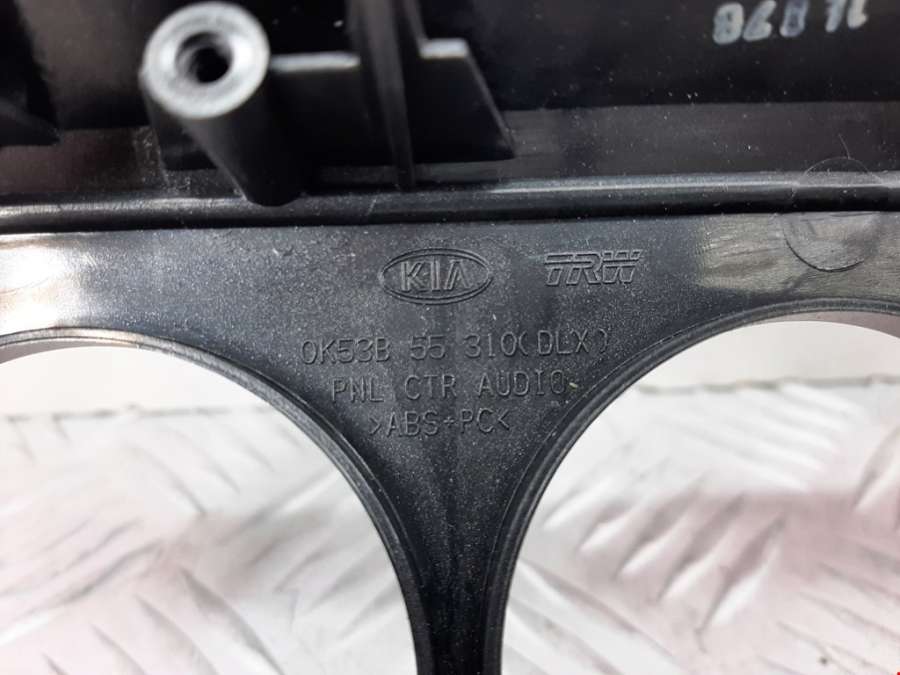 KIA TRW
0K53B 55 310(DLX)
PNL CTR AUDIO
>ABS+PC<